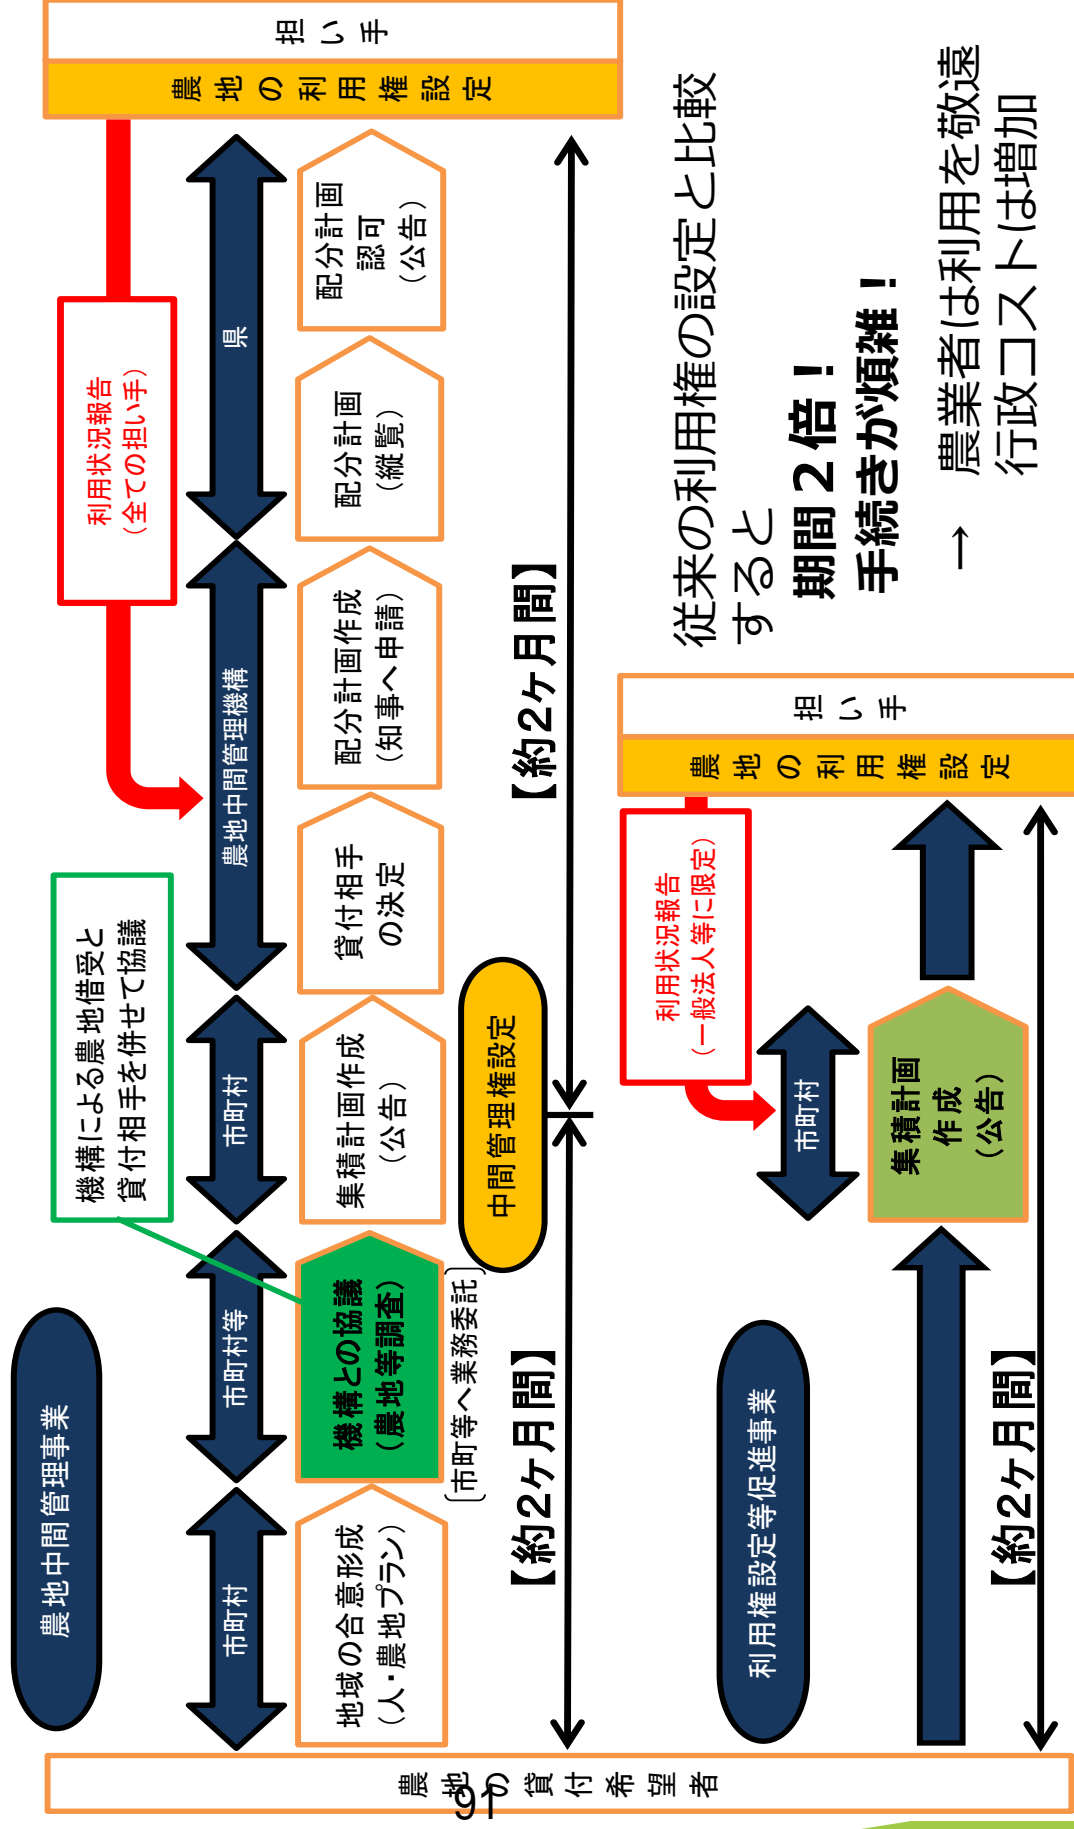 農地中間管理事業
機構による農地借受と
貸付相手を併せて協議
利用状況報告
（全ての担い手）
市町村
市町村等
市町村
農地中間管理機構
県
地域の合意形成
（人・農地プラン）
機構との協議
（農地等調査）
〔市町等へ業務委託〕
集積計画作成
（公告）
貸付相手
の決定
配分計画作成
（知事へ申請）
配分計画
（縦覧）
配分計画
認可
（公告）
中間管理権設定
【約2ヶ月間】
【約2ヶ月間】
農地の利用権設定
担い手
農地の貸付希望者
利用権設定等促進事業
利用状況報告
（一般法人等に限定）
市町村
集積計画
作成
（公告）
【約2ヶ月間】
農地の利用権設定
担い手
従来の利用権の設定と比較
すると
期間２倍！
手続きが煩雑！
→　農業者は利用を敬遠
行政コストは増加
91